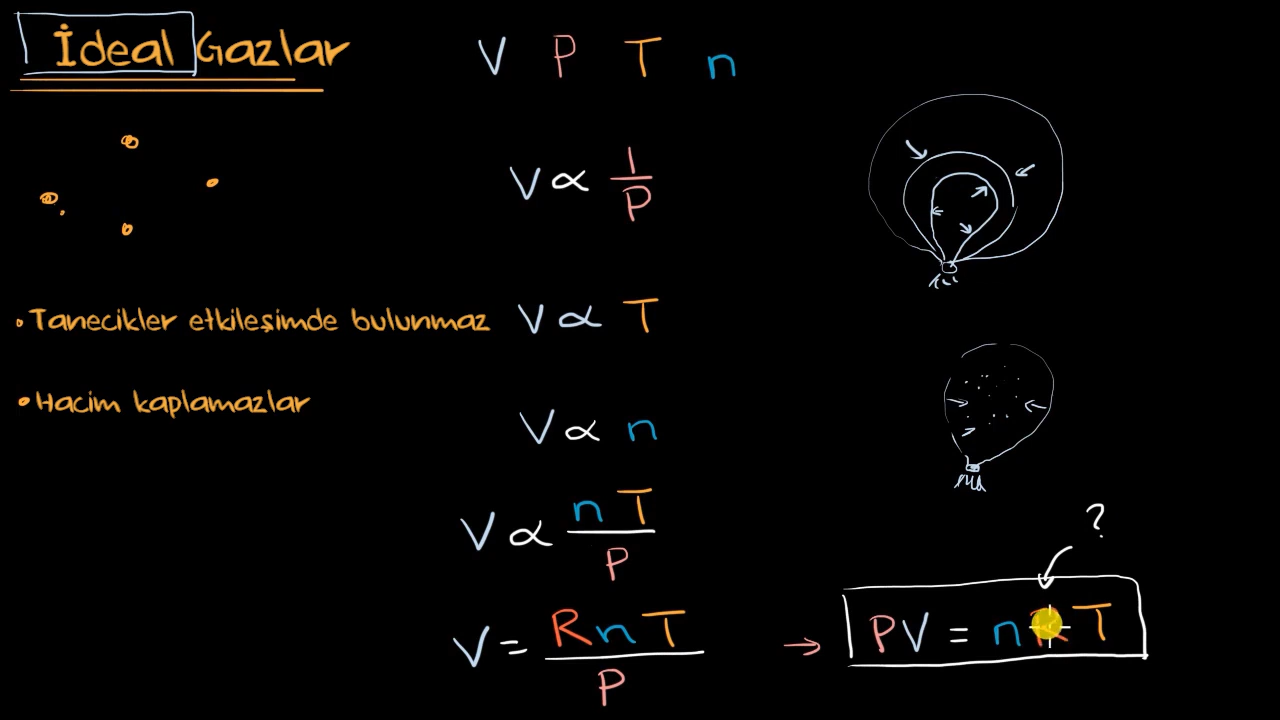 İdeal Gazlar
V P T n
V ∝ 1/P
• Tanecikler etkileşimde bulunmaz
V ∝ T
• Hacim kaplamazlar
V ∝ n
V ∝ nT/P
?
V = RnT/P → PV = nRT